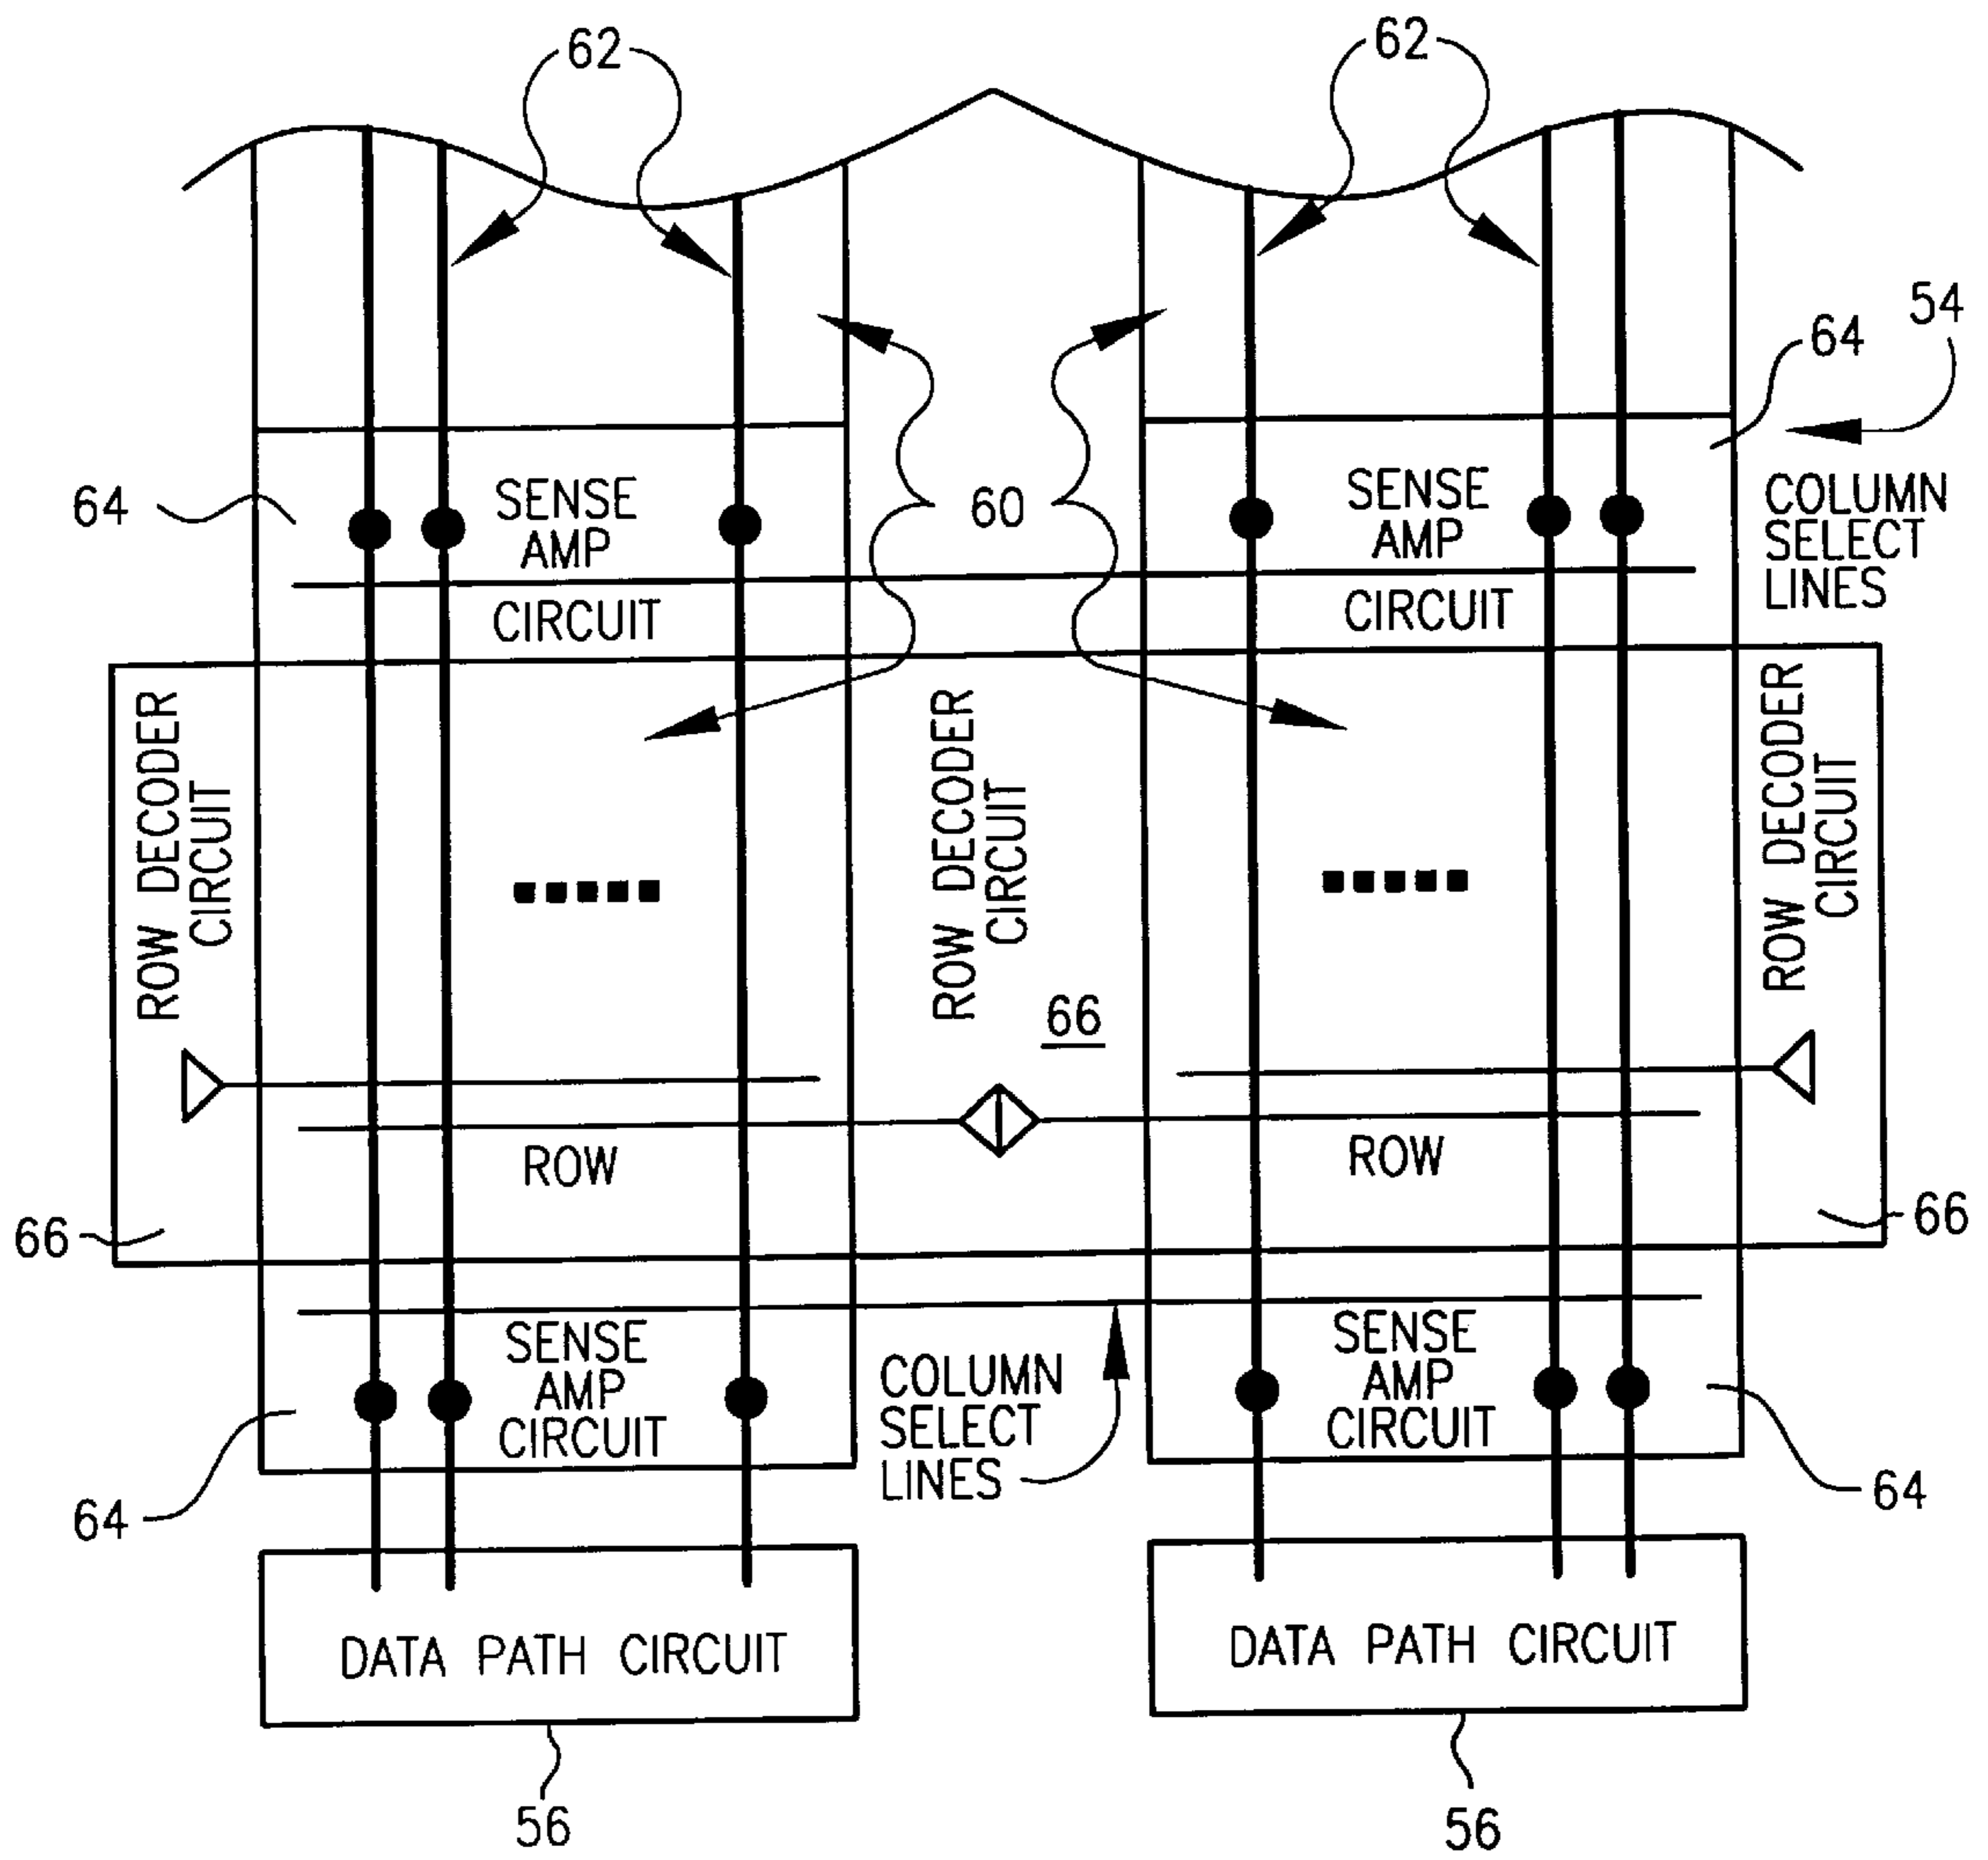 62
62
54
64
64
60
SENSE
AMP
CIRCUIT
SENSE
AMP
CIRCUIT
COLUMN
SELECT
LINES
ROW DECODER
CIRCUIT
ROW DECODER
CIRCUIT
ROW DECODER
CIRCUIT
66
ROW
ROW
66
66
SENSE
AMP
CIRCUIT
COLUMN
SELECT
LINES
SENSE
AMP
CIRCUIT
64
64
DATA PATH CIRCUIT
DATA PATH CIRCUIT
56
56